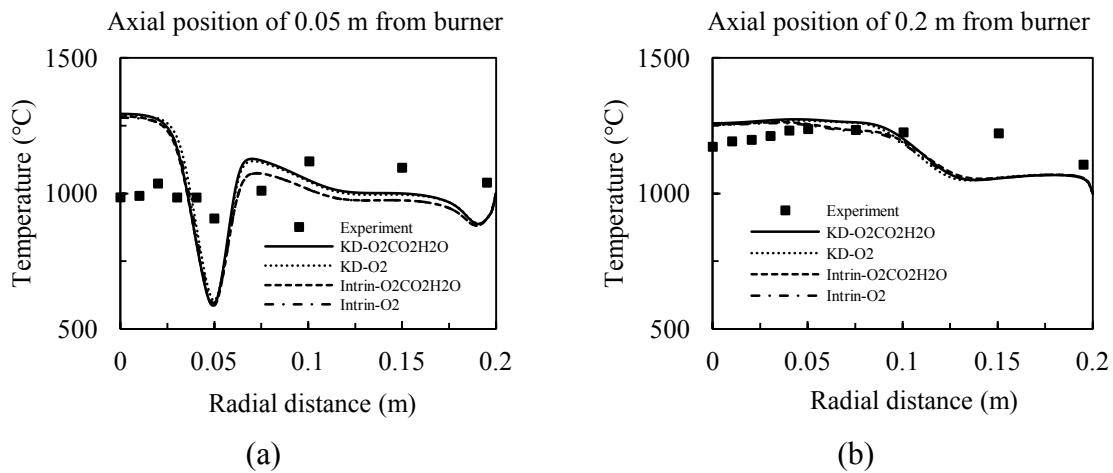 Axial position of 0.05 m from burner
1500
1000
500
Temperature (°C)
Experiment
KD-O2CO2H2O
KD-O2
Intrin-O2CO2H2O
Intrin-O2
0 0.05 0.1 0.15 0.2
Radial distance (m)
(a)
Axial position of 0.2 m from burner
1500
1000
500
Temperature (°C)
Experiment
KD-O2CO2H2O
KD-O2
Intrin-O2CO2H2O
Intrin-O2
0 0.05 0.1 0.15 0.2
Radial distance (m)
(b)